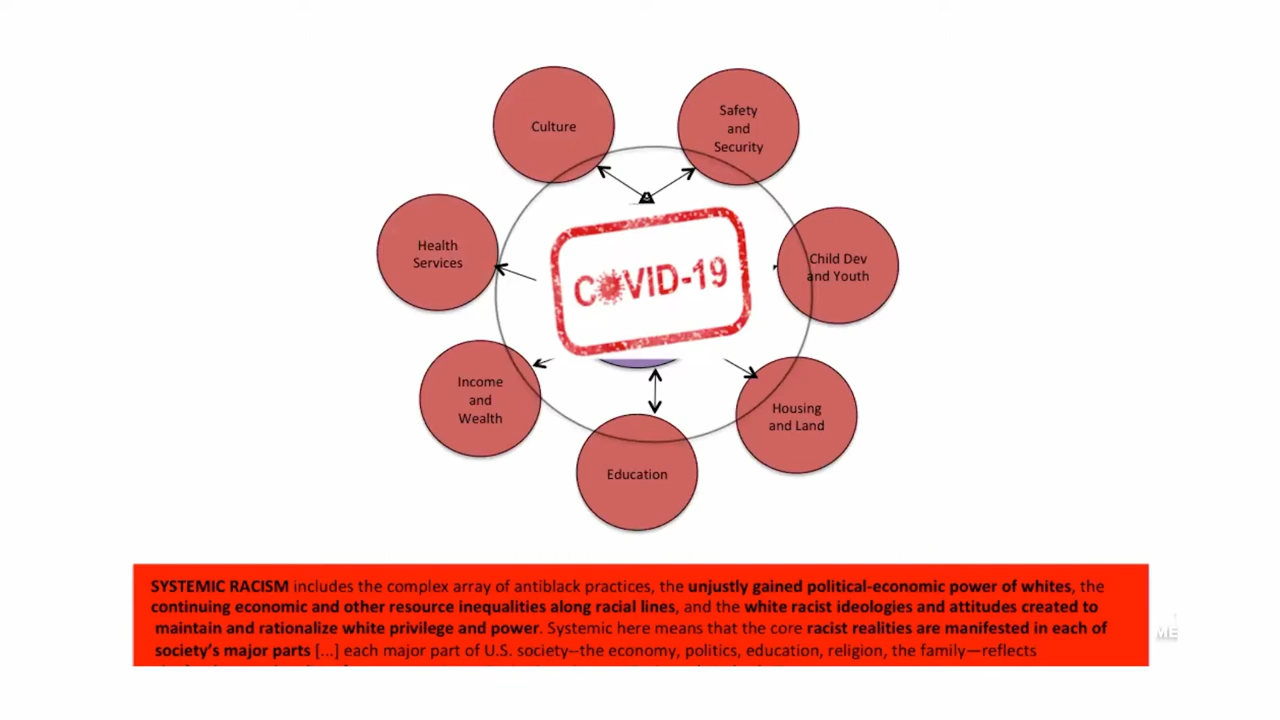 Culture
Safety
and
Security
Health
Services
COVID-19
Child Dev
and Youth
Income
and
Wealth
Housing
and Land
Education
SYSTEMIC RACISM includes the complex array of antiblack practices, the unjustly gained political-economic power of whites, the
continuing economic and other resource inequalities along racial lines, and the white racist ideologies and attitudes created to
maintain and rationalize white privilege and power. Systemic here means that the core racist realities are manifested in each of
society's major parts [...] each major part of U.S. society--the economy, politics, education, religion, the family—reflects
ME